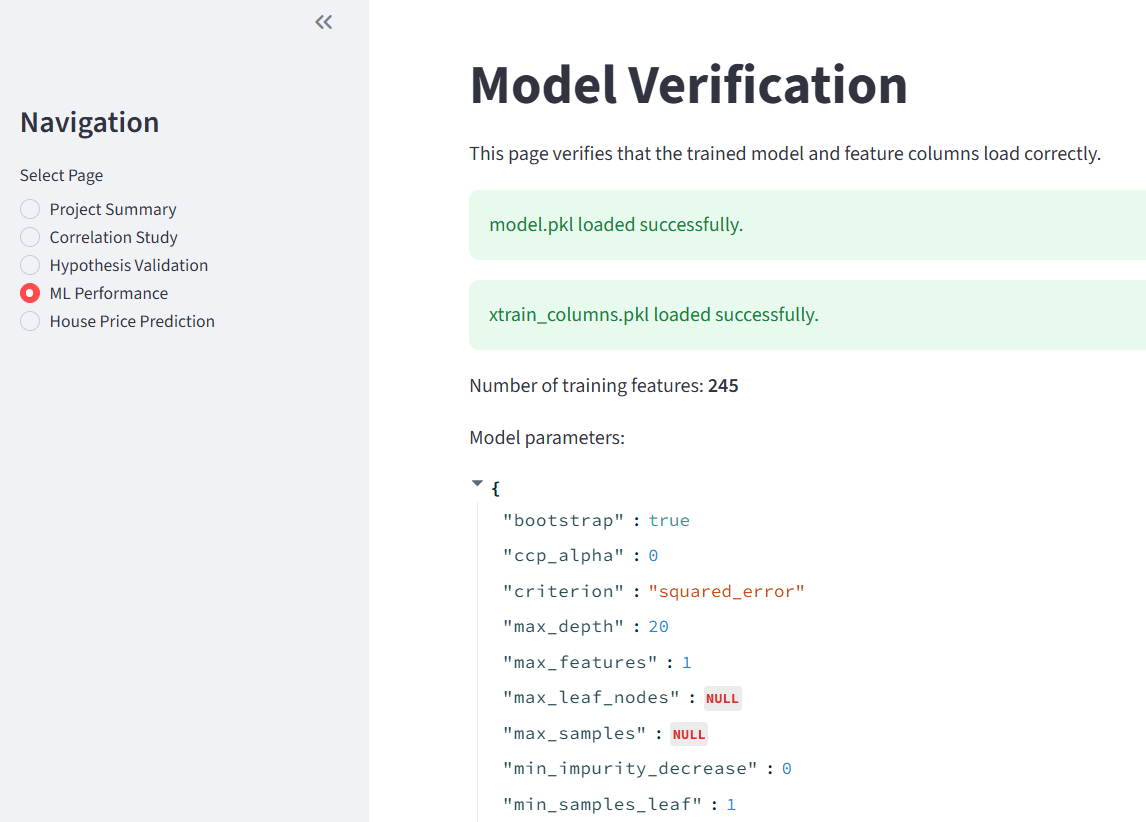 Navigation
Select Page
Project Summary
Correlation Study
Hypothesis Validation
ML Performance
House Price Prediction
Model Verification
This page verifies that the trained model and feature columns load correctly.
model.pkl loaded successfully.
xtrain_columns.pkl loaded successfully.
Number of training features: 245
Model parameters:
{
"bootstrap" : true
"ccp_alpha" : 0
"criterion" : "squared_error"
"max_depth" : 20
"max_features" : 1
"max_leaf_nodes" : NULL
"max_samples" : NULL
"min_impurity_decrease" : 0
"min_samples_leaf" : 1